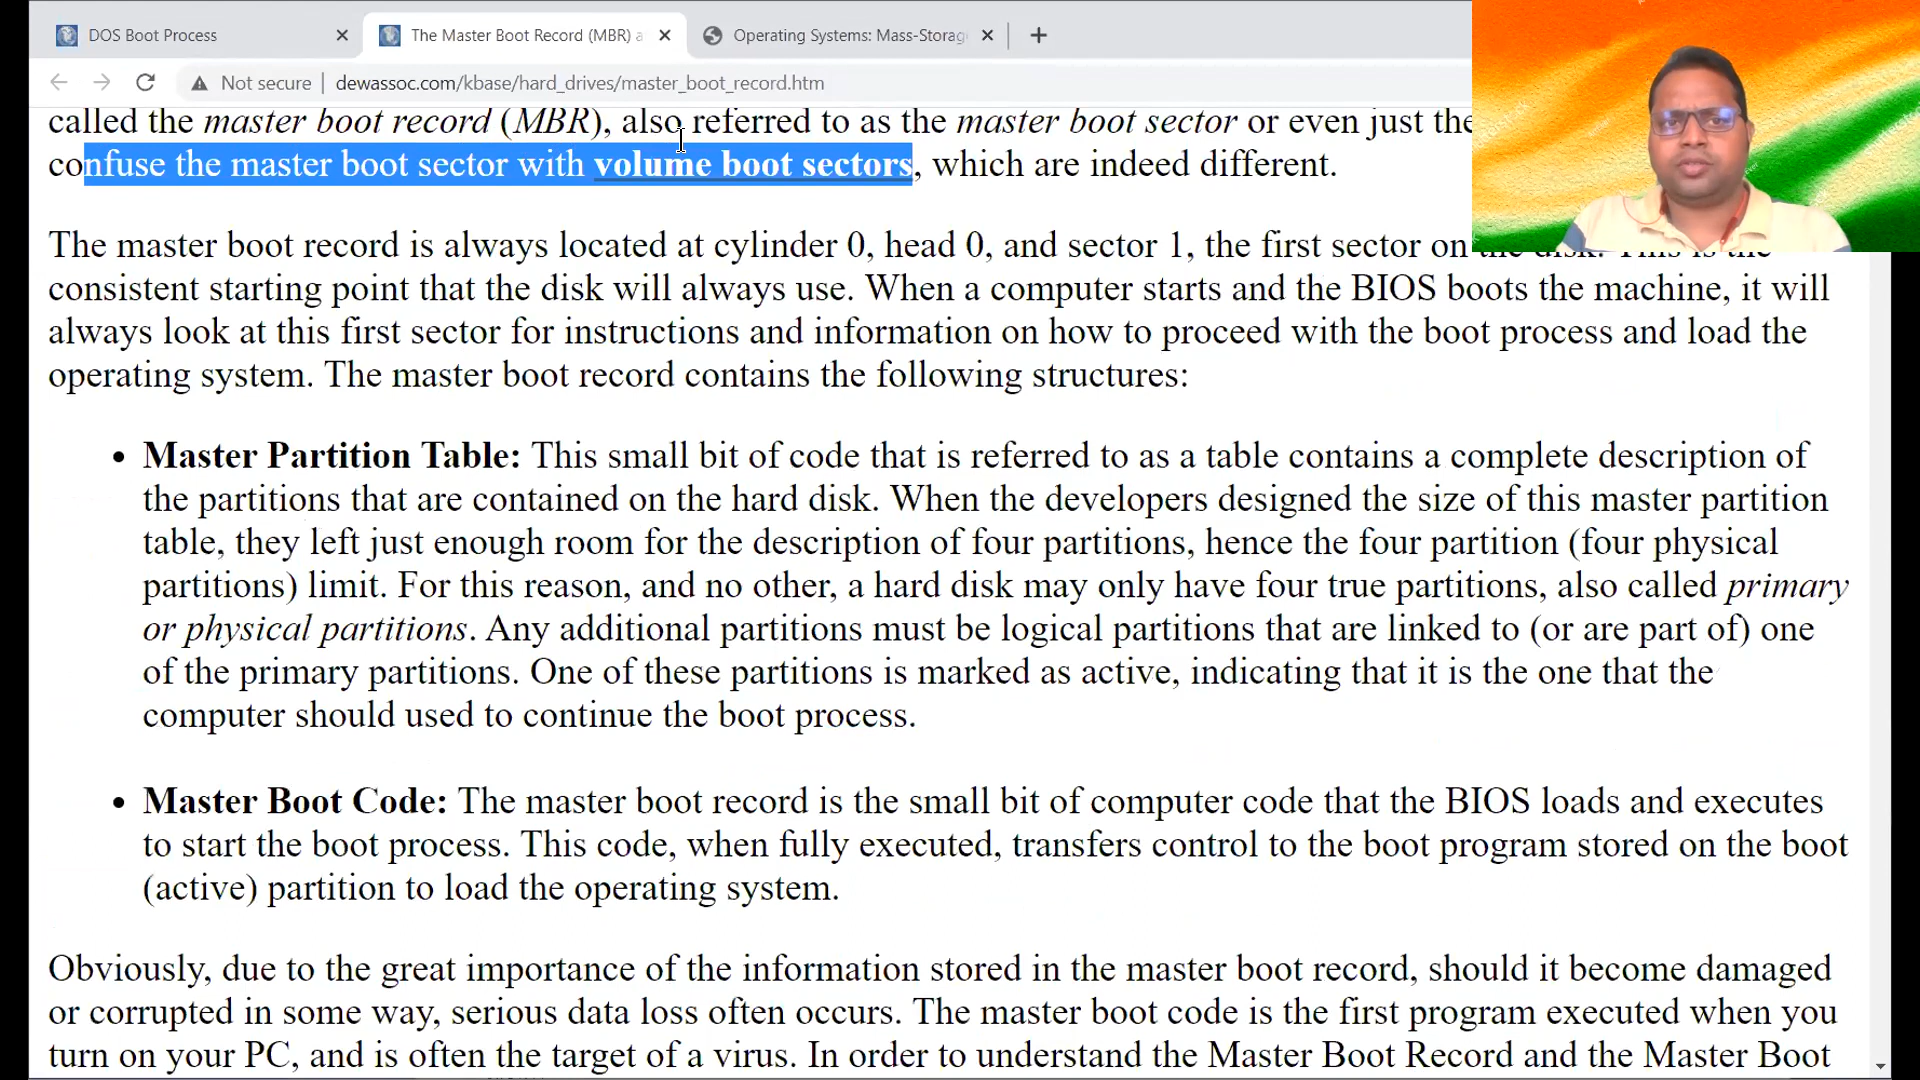 DOS Boot Process
The Master Boot Record (MBR) a
Operating Systems: Mass-Storag
Not secure | dewassoc.com/kbase/hard_drives/master_boot_record.htm
called the master boot record (MBR), also referred to as the master boot sector or even just the
confuse the master boot sector with volume boot sectors, which are indeed different.
The master boot record is always located at cylinder 0, head 0, and sector 1, the first sector on the disk. This is the
consistent starting point that the disk will always use. When a computer starts and the BIOS boots the machine, it will
always look at this first sector for instructions and information on how to proceed with the boot process and load the
operating system. The master boot record contains the following structures:
• Master Partition Table: This small bit of code that is referred to as a table contains a complete description of
the partitions that are contained on the hard disk. When the developers designed the size of this master partition
table, they left just enough room for the description of four partitions, hence the four partition (four physical
partitions) limit. For this reason, and no other, a hard disk may only have four true partitions, also called primary
or physical partitions. Any additional partitions must be logical partitions that are linked to (or are part of) one
of the primary partitions. One of these partitions is marked as active, indicating that it is the one that the
computer should used to continue the boot process.
• Master Boot Code: The master boot record is the small bit of computer code that the BIOS loads and executes
to start the boot process. This code, when fully executed, transfers control to the boot program stored on the boot
(active) partition to load the operating system.
Obviously, due to the great importance of the information stored in the master boot record, should it become damaged
or corrupted in some way, serious data loss often occurs. The master boot code is the first program executed when you
turn on your PC, and is often the target of a virus. In order to understand the Master Boot Record and the Master Boot